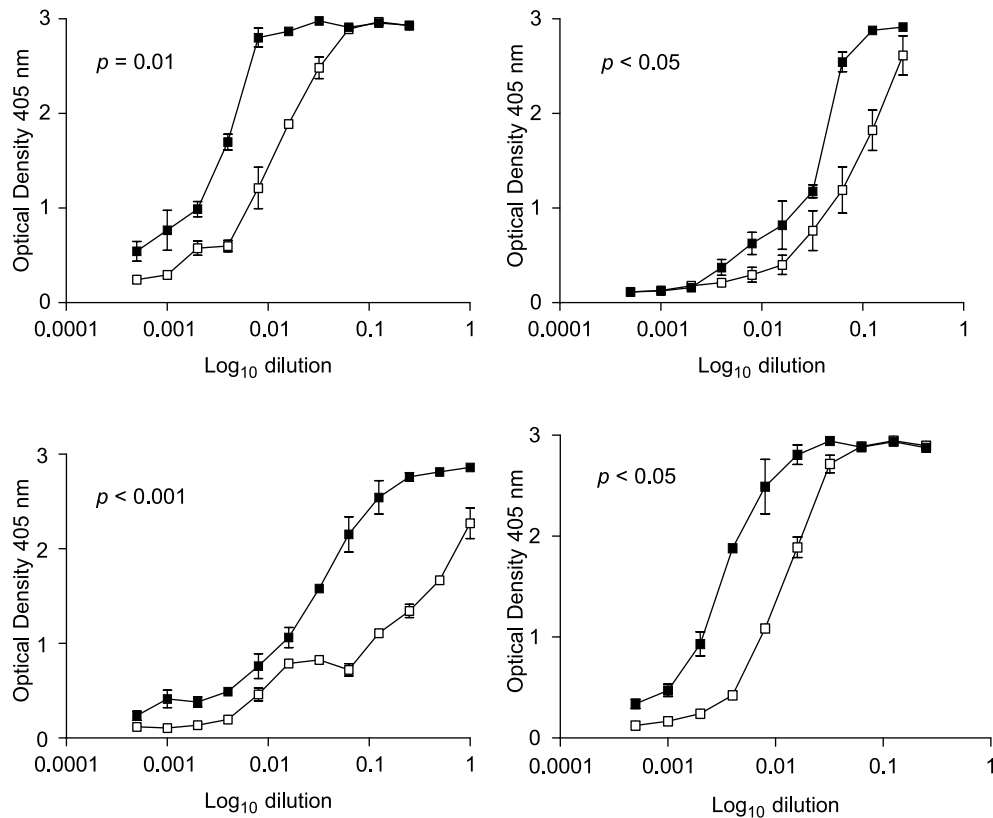 3
2
1
0
Optical Density 405 nm
p = 0.01
0.0001 0.001 0.01 0.1 1
Log10 dilution
3
2
1
0
Optical Density 405 nm
p < 0.05
0.0001 0.001 0.01 0.1 1
Log10 dilution
3
2
1
0
Optical Density 405 nm
p < 0.001
0.0001 0.001 0.01 0.1 1
Log10 dilution
3
2
1
0
Optical Density 405 nm
p < 0.05
0.0001 0.001 0.01 0.1 1
Log10 dilution